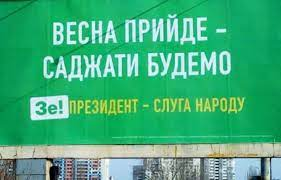 ВЕСНА ПРИЙДЕ –
САДЖАТИ БУДЕМО
Зе! ПРЕЗИДЕНТ – СЛУГА НАРОДУ